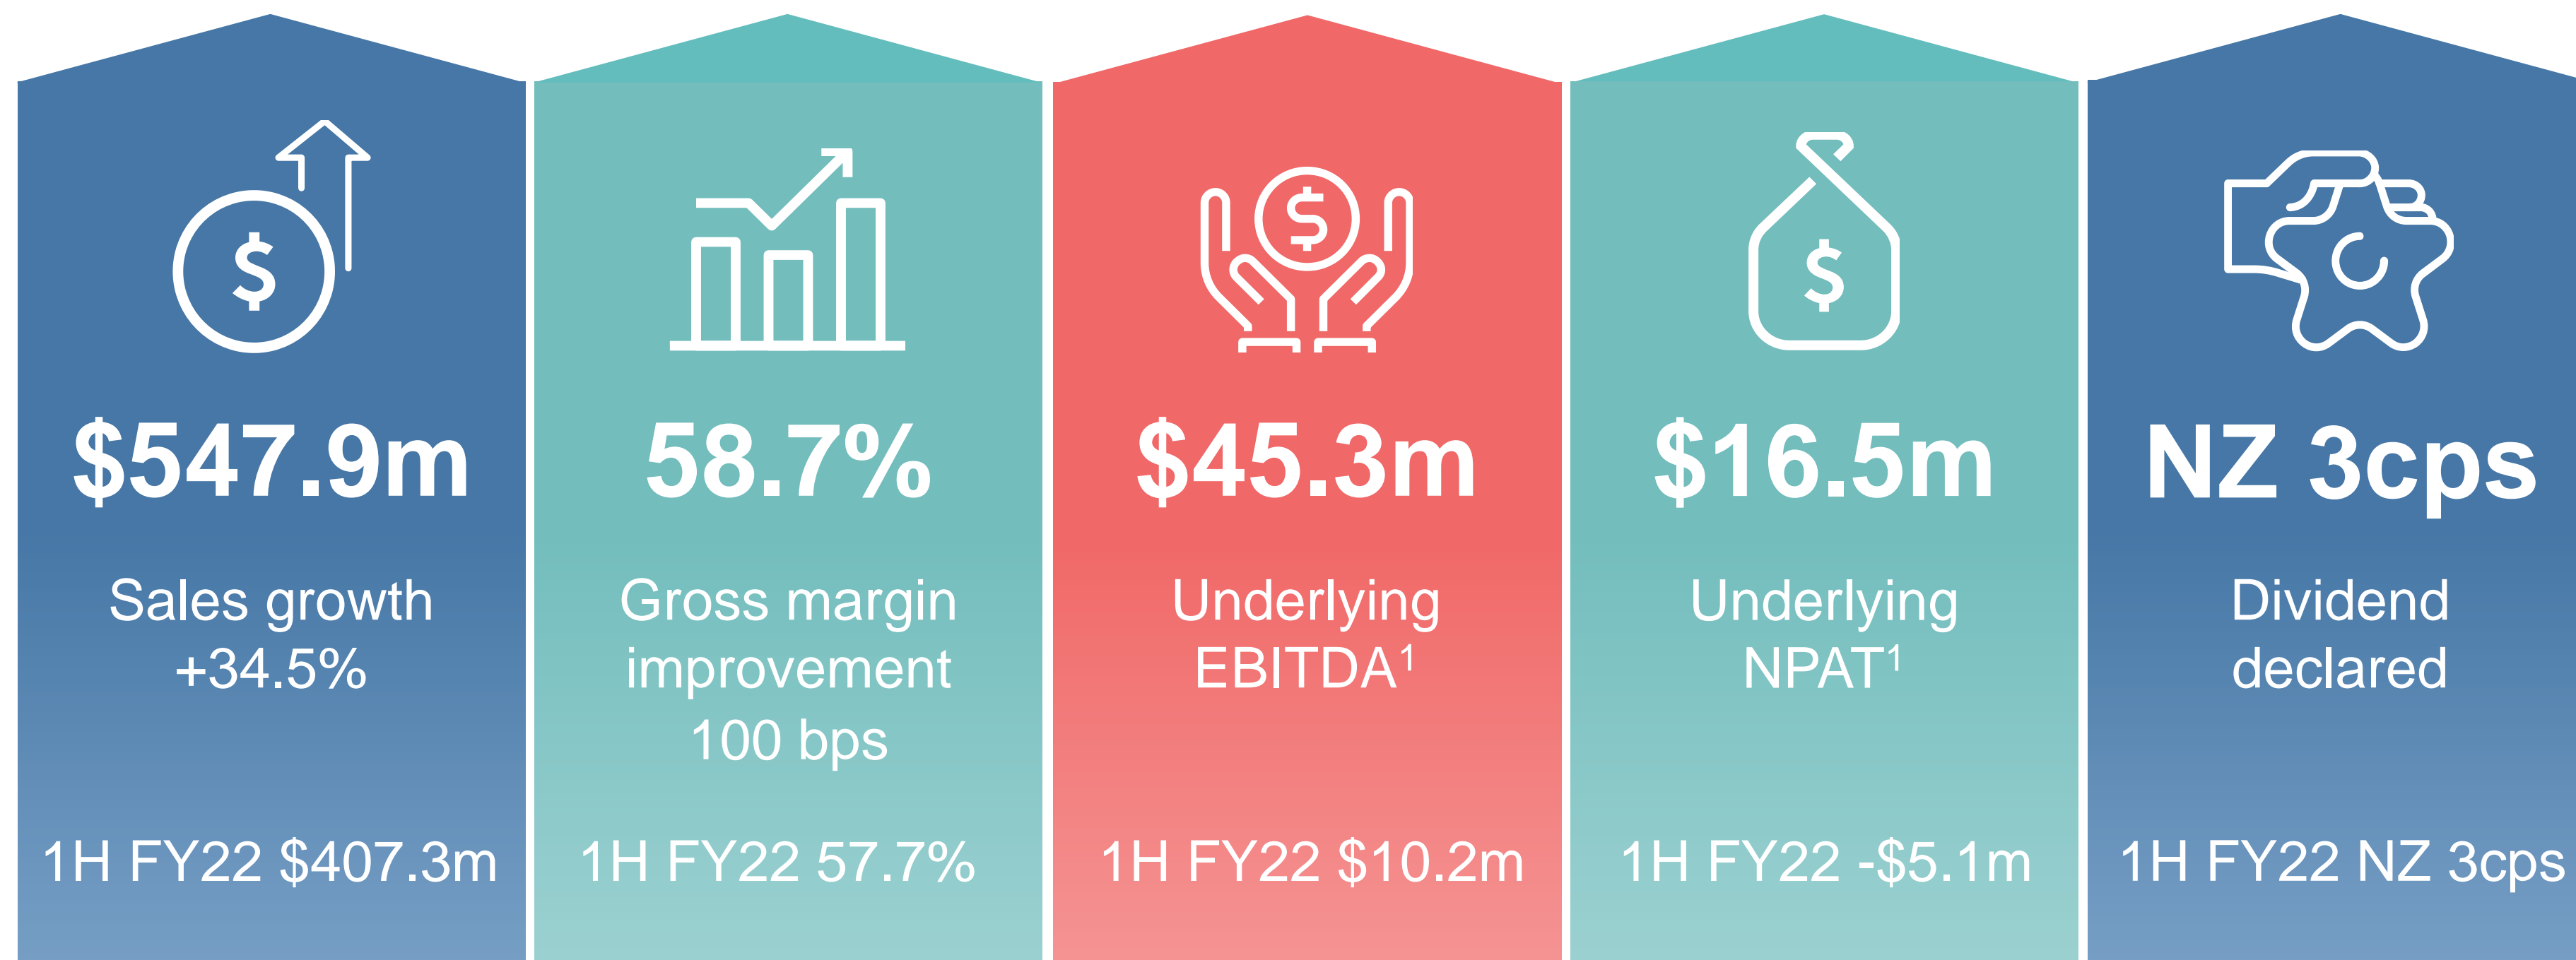 $547.9m
Sales growth
+34.5%
1H FY22 $407.3m
58.7%
Gross margin
improvement
100 bps
1H FY22 57.7%
$45.3m
Underlying
EBITDA¹
1H FY22 $10.2m
$16.5m
Underlying
NPAT¹
1H FY22 -$5.1m
NZ 3cps
Dividend
declared
1H FY22 NZ 3cps